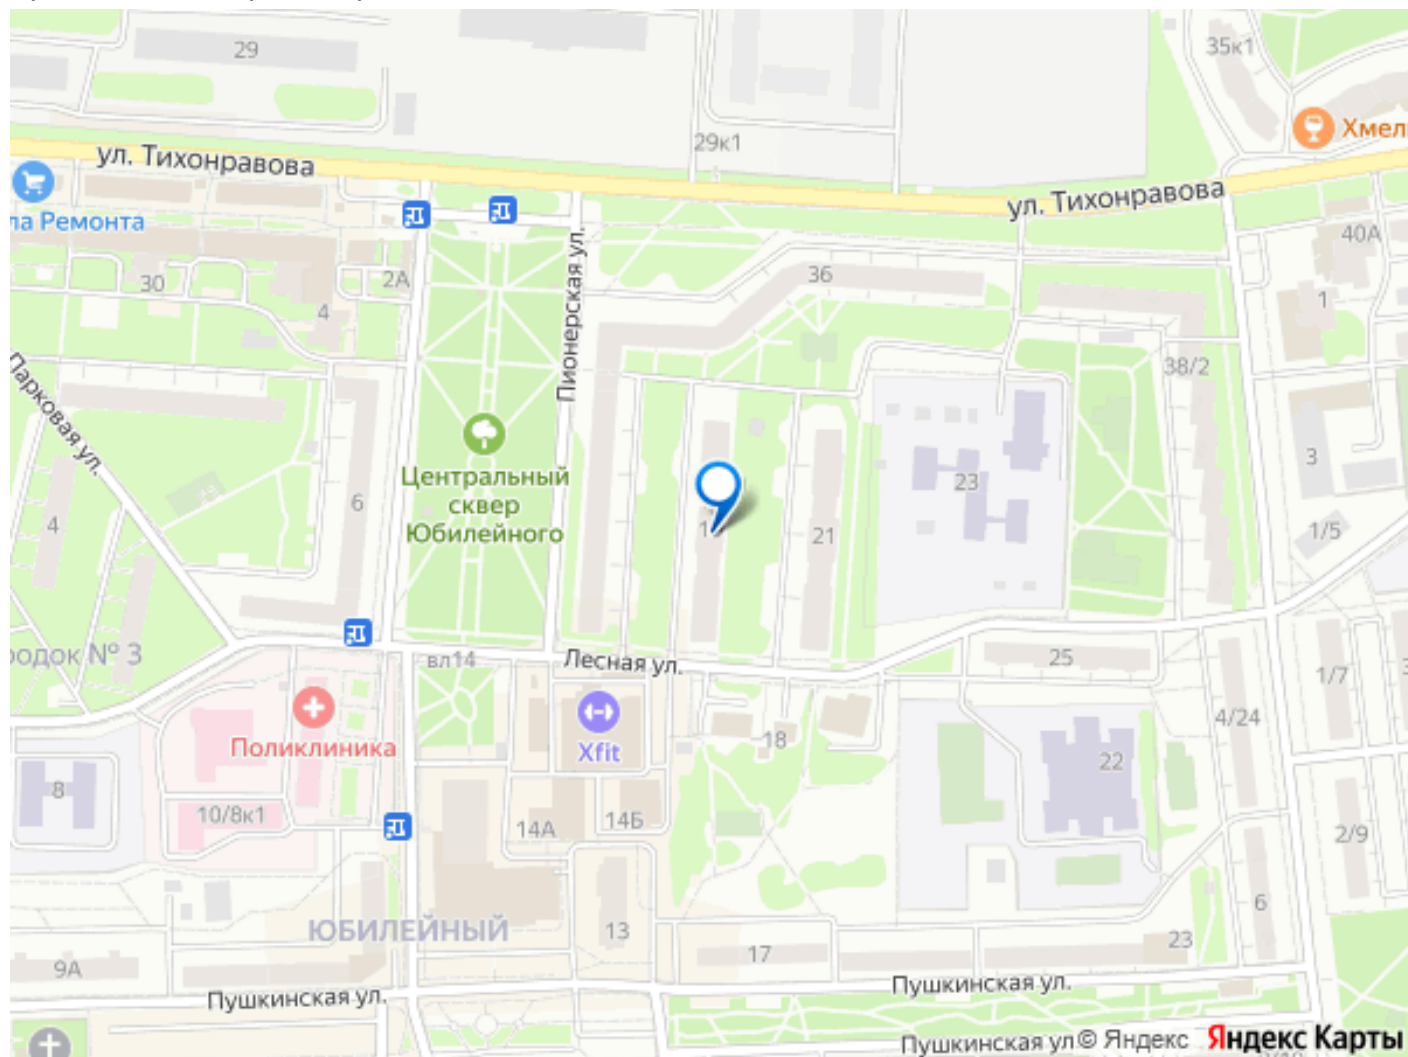 29
35к1
Хмел
29к1
ул. Тихонравова
ул. Тихонравова
ла Ремонта
40А
30
2А
36
4
1
Пионерская ул.
38/2
Парковая ул.
Центральный
сквер
Юбилейного
6
4
23
3
21
1/5
родок № 3
вл14
Лесная ул.
25
1/7
3
4/24
Поликлиника
Xfit
18
22
8
10/8к1
14А
14Б
2/9
ЮБИЛЕЙНЫЙ
13
6
9А
17
23
Пушкинская ул.
Пушкинская ул.
Пушкинская ул
© Яндекс Яндекс Карты